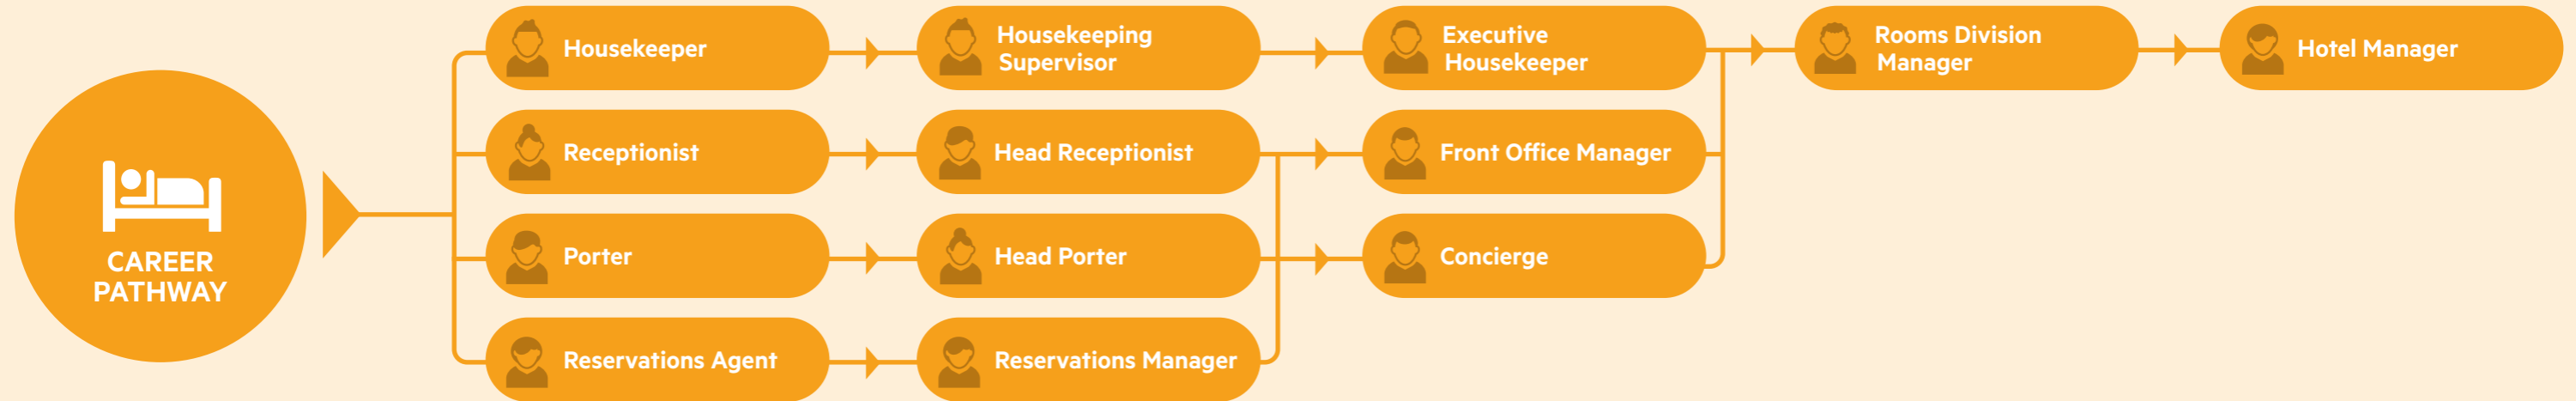 CAREER
PATHWAY
Housekeeper
Housekeeping
Supervisor
Executive
Housekeeper
Rooms Division
Manager
Hotel Manager
Receptionist
Head Receptionist
Front Office Manager
Porter
Head Porter
Concierge
Reservations Agent
Reservations Manager